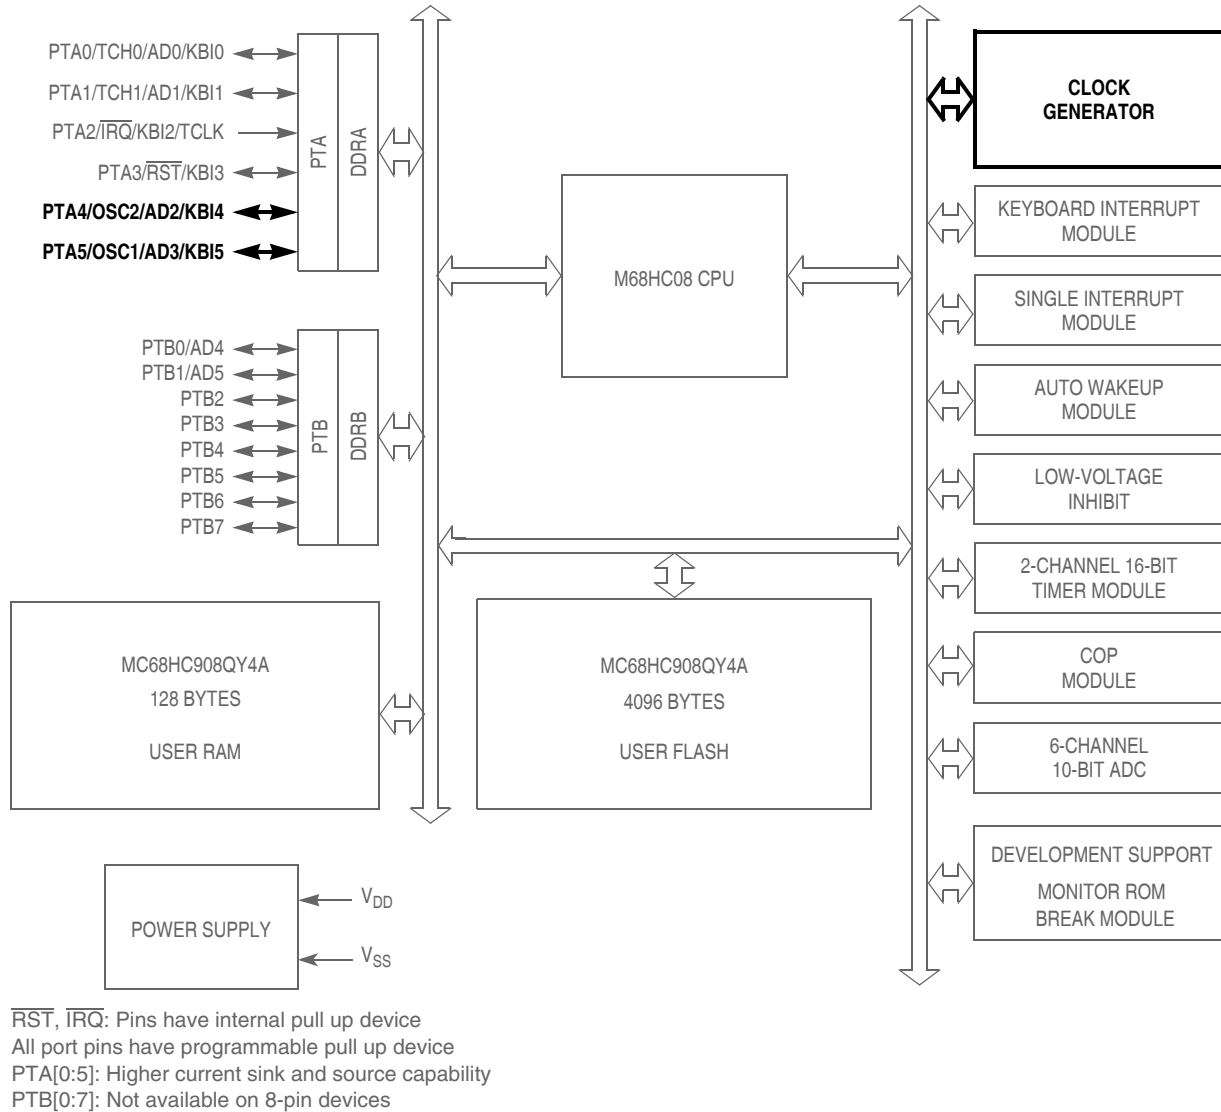 PTA0/TCH0/AD0/KBI0
PTA1/TCH1/AD1/KBI1
PTA2/IRQ/KBI2/TCLK
PTA3/RST/KBI3
PTA4/OSC2/AD2/KBI4
PTA5/OSC1/AD3/KBI5
PTA
DDRA
PTB0/AD4
PTB1/AD5
PTB2
PTB3
PTB4
PTB5
PTB6
PTB7
PTB
DDRB
M68HC08 CPU
CLOCK
GENERATOR
KEYBOARD INTERRUPT
MODULE
SINGLE INTERRUPT
MODULE
AUTO WAKEUP
MODULE
LOW-VOLTAGE
INHIBIT
2-CHANNEL 16-BIT
TIMER MODULE
COP
MODULE
6-CHANNEL
10-BIT ADC
DEVELOPMENT SUPPORT
MONITOR ROM
BREAK MODULE
MC68HC908QY4A
128 BYTES
USER RAM
MC68HC908QY4A
4096 BYTES
USER FLASH
POWER SUPPLY
VDD
VSS
RST, IRQ: Pins have internal pull up device
All port pins have programmable pull up device
PTA[0:5]: Higher current sink and source capability
PTB[0:7]: Not available on 8-pin devices